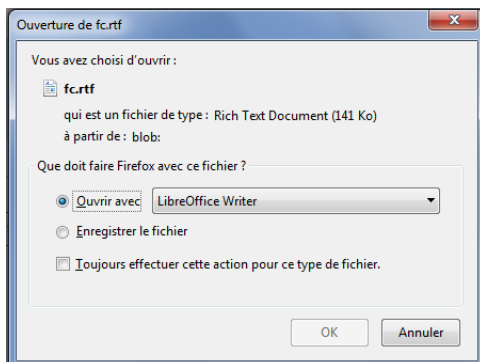 Ouverture de fc.rtf
Vous avez choisi d'ouvrir :
fc.rtf
qui est un fichier de type : Rich Text Document (141 Ko)
à partir de : blob:
Que doit faire Firefox avec ce fichier ?
Ouvrir avec LibreOffice Writer
Enregistrer le fichier
Toujours effectuer cette action pour ce type de fichier.
OK Annuler